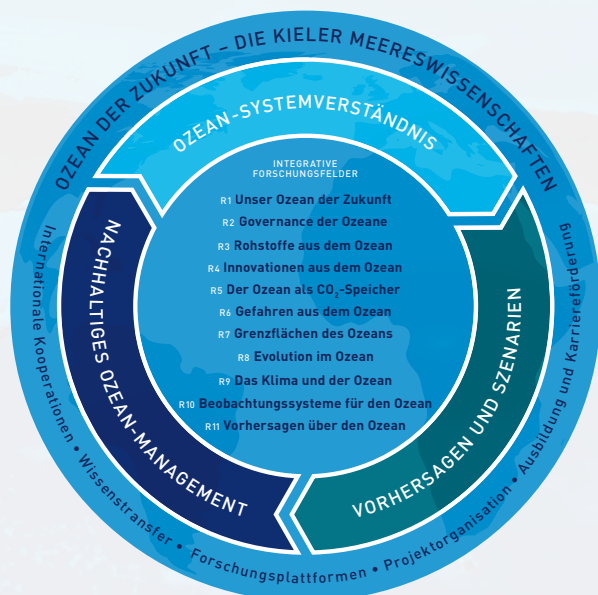 OZEAN DER ZUKUNFT – DIE KIELER MEERESWISSENSCHAFTEN
OZEAN-SYSTEMVERSTÄNDNIS
INTEGRATIVE
FORSCHUNGSFELDER
R1 Unser Ozean der Zukunft
R2 Governance der Ozeane
R3 Rohstoffe aus dem Ozean
R4 Innovationen aus dem Ozean
R5 Der Ozean als CO₂-Speicher
R6 Gefahren aus dem Ozean
R7 Grenzflächen des Ozeans
R8 Evolution im Ozean
R9 Das Klima und der Ozean
R10 Beobachtungssysteme für den Ozean
R11 Vorhersagen über den Ozean
NACHHALTIGES OZEAN-MANAGEMENT
VORHERSAGEN UND SZENARIEN
Internationale Kooperationen • Wissenstransfer • Forschungsplattformen • Projektorganisation • Ausbildung und Karriereförderung